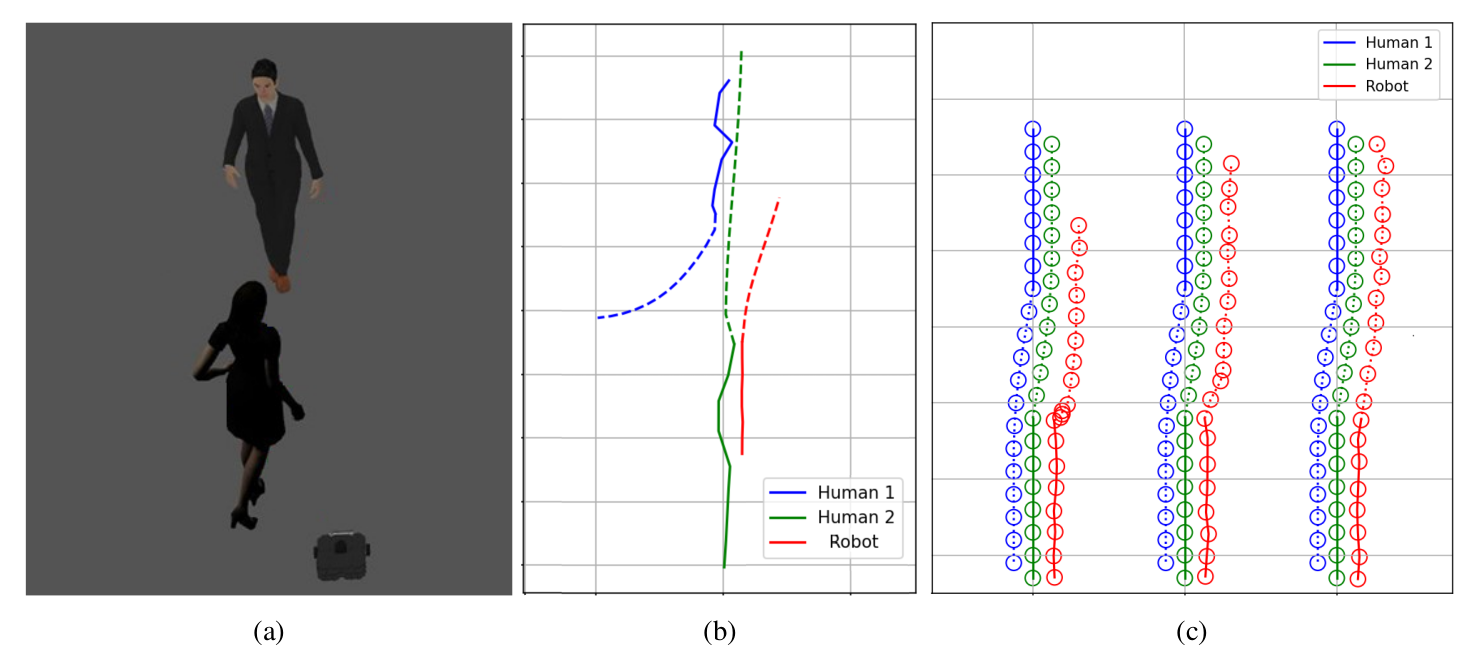 Human 1
Human 2
Robot
Human 1
Human 2
Robot
(a)
(b)
(c)